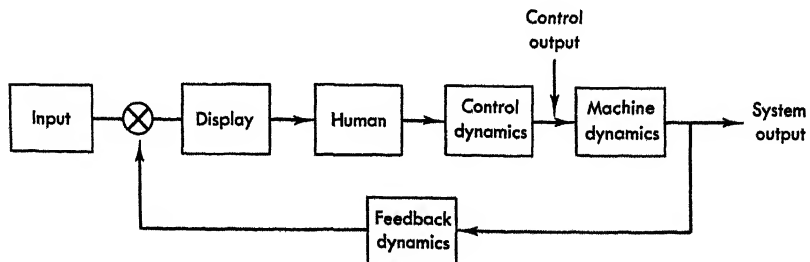 Control
output
Input
Display
Human
Control
dynamics
Machine
dynamics
System
output
Feedback
dynamics